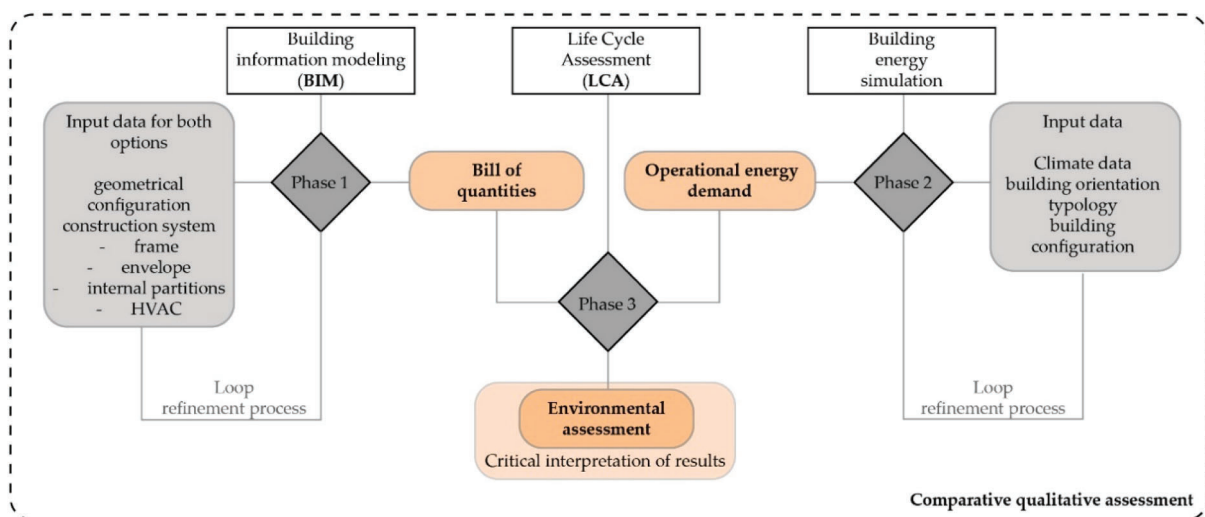 Building
information modeling
(BIM)
Life Cycle
Assessment
(LCA)
Building
energy
simulation
Input data for both
options
geometrical
configuration
construction system
- frame
- envelope
- internal partitions
- HVAC
Phase 1
Bill of
quantities
Operational energy
demand
Phase 2
Input data
Climate data
building orientation
typology
building
configuration
Phase 3
Loop
refinement process
Environmental
assessment
Critical interpretation of results
Loop
refinement process
Comparative qualitative assessment